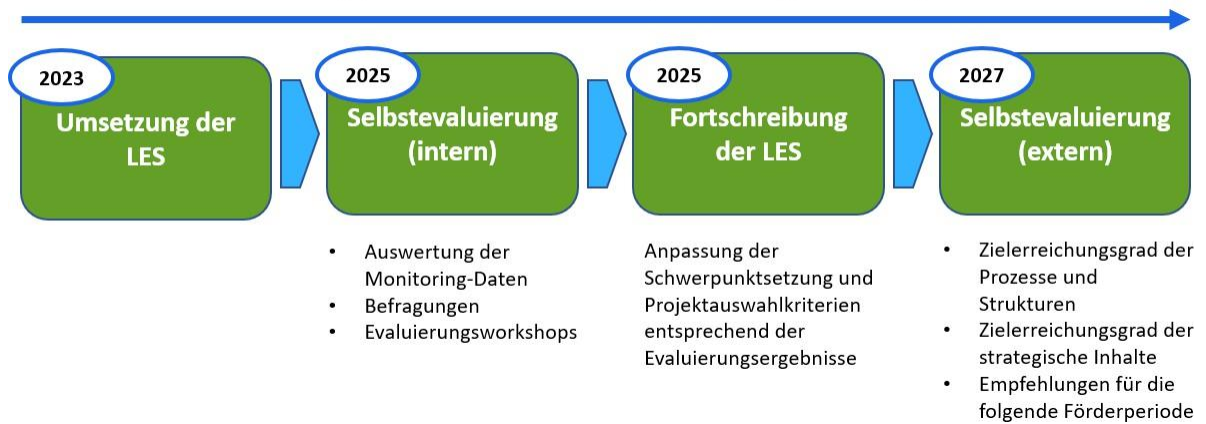 2023
Umsetzung der
LES
2025
Selbstevaluierung
(intern)
• Auswertung der
Monitoring-Daten
• Befragungen
• Evaluierungsworkshops
2025
Fortschreibung
der LES
Anpassung der
Schwerpunktsetzung und
Projektauswahlkriterien
entsprechend der
Evaluierungsergebnisse
2027
Selbstevaluierung
(extern)
• Zielerreichungsgrad der
Prozesse und
Strukturen
• Zielerreichungsgrad der
strategische Inhalte
• Empfehlungen für die
folgende Förderperiode